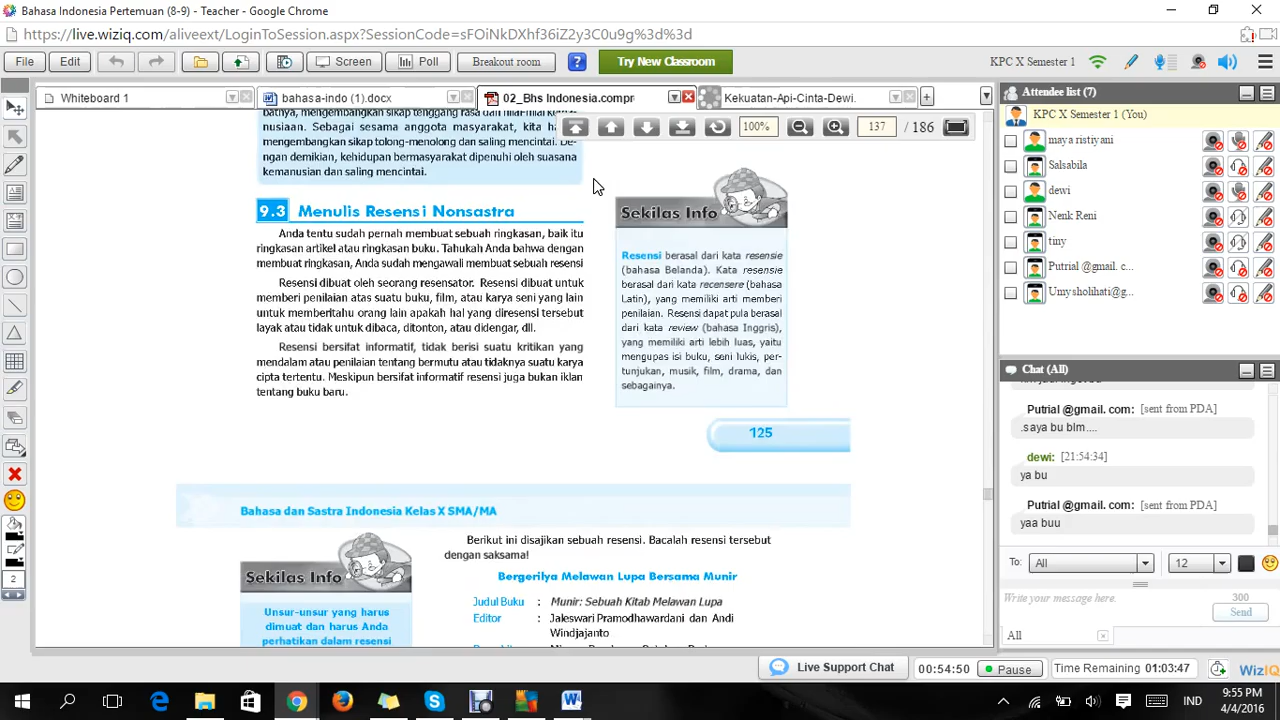 Bahasa Indonesia Pertemuan (8-9) - Teacher - Google Chrome
https://live.wiziq.com/aliveext/LoginToSession.aspx?SessionCode=sFOiNkDXhf36iZ2y3C0u9g%3d%3d
File Edit Screen Poll Breakout room ? Try New Classroom KPC X Semester 1
Whiteboard 1 bahasa-indo (1).docx 02_Bhs Indonesia.compre Kekuatan-Api-Cinta-Dewi.
100% 137 / 186
batnya, mengembangkan sikap tenggang rasa dan nilai-nilai
nusiaan. Sebagai sesama anggota masyarakat, kita
mengembangkan sikap tolong-menolong dan saling mencintai. De-
ngan demikian, kehidupan bermasyarakat dipenuhi oleh suasana
kemanusian dan saling mencintai.
9.3 Menulis Resensi Nonsastra
Anda tentu sudah pernah membuat sebuah ringkasan, baik itu
ringkasan artikel atau ringkasan buku. Tahukah Anda bahwa dengan
membuat ringkasan, Anda sudah mengawali membuat sebuah resensi
Resensi dibuat oleh seorang resensator. Resensi dibuat untuk
memberi penilaian atas suatu buku, film, atau karya seni yang lain
untuk memberitahu orang lain apakah hal yang diresensi tersebut
layak atau tidak untuk dibaca, ditonton, atau didengar, dll.
Resensi bersifat informatif, tidak berisi suatu kritikan yang
mendalam atau penilaian tentang bermutu atau tidaknya suatu karya
cipta tertentu. Meskipun bersifat informatif resensi juga bukan iklan
tentang buku baru.
Sekilas Info
Resensi berasal dari kata resensie
(bahasa Belanda). Kata resensie
berasal dari kata recensere (bahasa
Latin), yang memiliki arti memberi
penilaian. Resensi dapat pula berasal
dari kata review (bahasa Inggris),
yang memiliki arti lebih luas, yaitu
mengupas isi buku, seni lukis, per-
tunjukan, musik, film, drama, dan
sebagainya.
125
Bahasa dan Sastra Indonesia Kelas X SMA/MA
Sekilas Info
Unsur-unsur yang harus
dimuat dan harus Anda
perhatikan dalam resensi
Berikut ini disajikan sebuah resensi. Bacalah resensi tersebut
dengan saksama!
Bergerilya Melawan Lupa Bersama Munir
Judul Buku : Munir: Sebuah Kitab Melawan Lupa
Editor : Jaleswari Pramodhawardani dan Andi
Windjajanto
Attendee list (7)
KPC X Semester 1 (You)
maya ristiyani
Salsabila
dewi
Nenk Reni
tiny
Putrial @gmail. c...
Umysholihati@g...
Chat (All)
Putrial @gmail. com: [sent from PDA]
.saya bu blm....
dewi: [21:54:34]
ya bu
Putrial @gmail. com: [sent from PDA]
yaa buu
To: All 12
Write your message here. 300
Send
All
2
Live Support Chat 00:54:50 Pause Time Remaining 01:03:47 WizIQ
IND 9:55 PM
4/4/2016